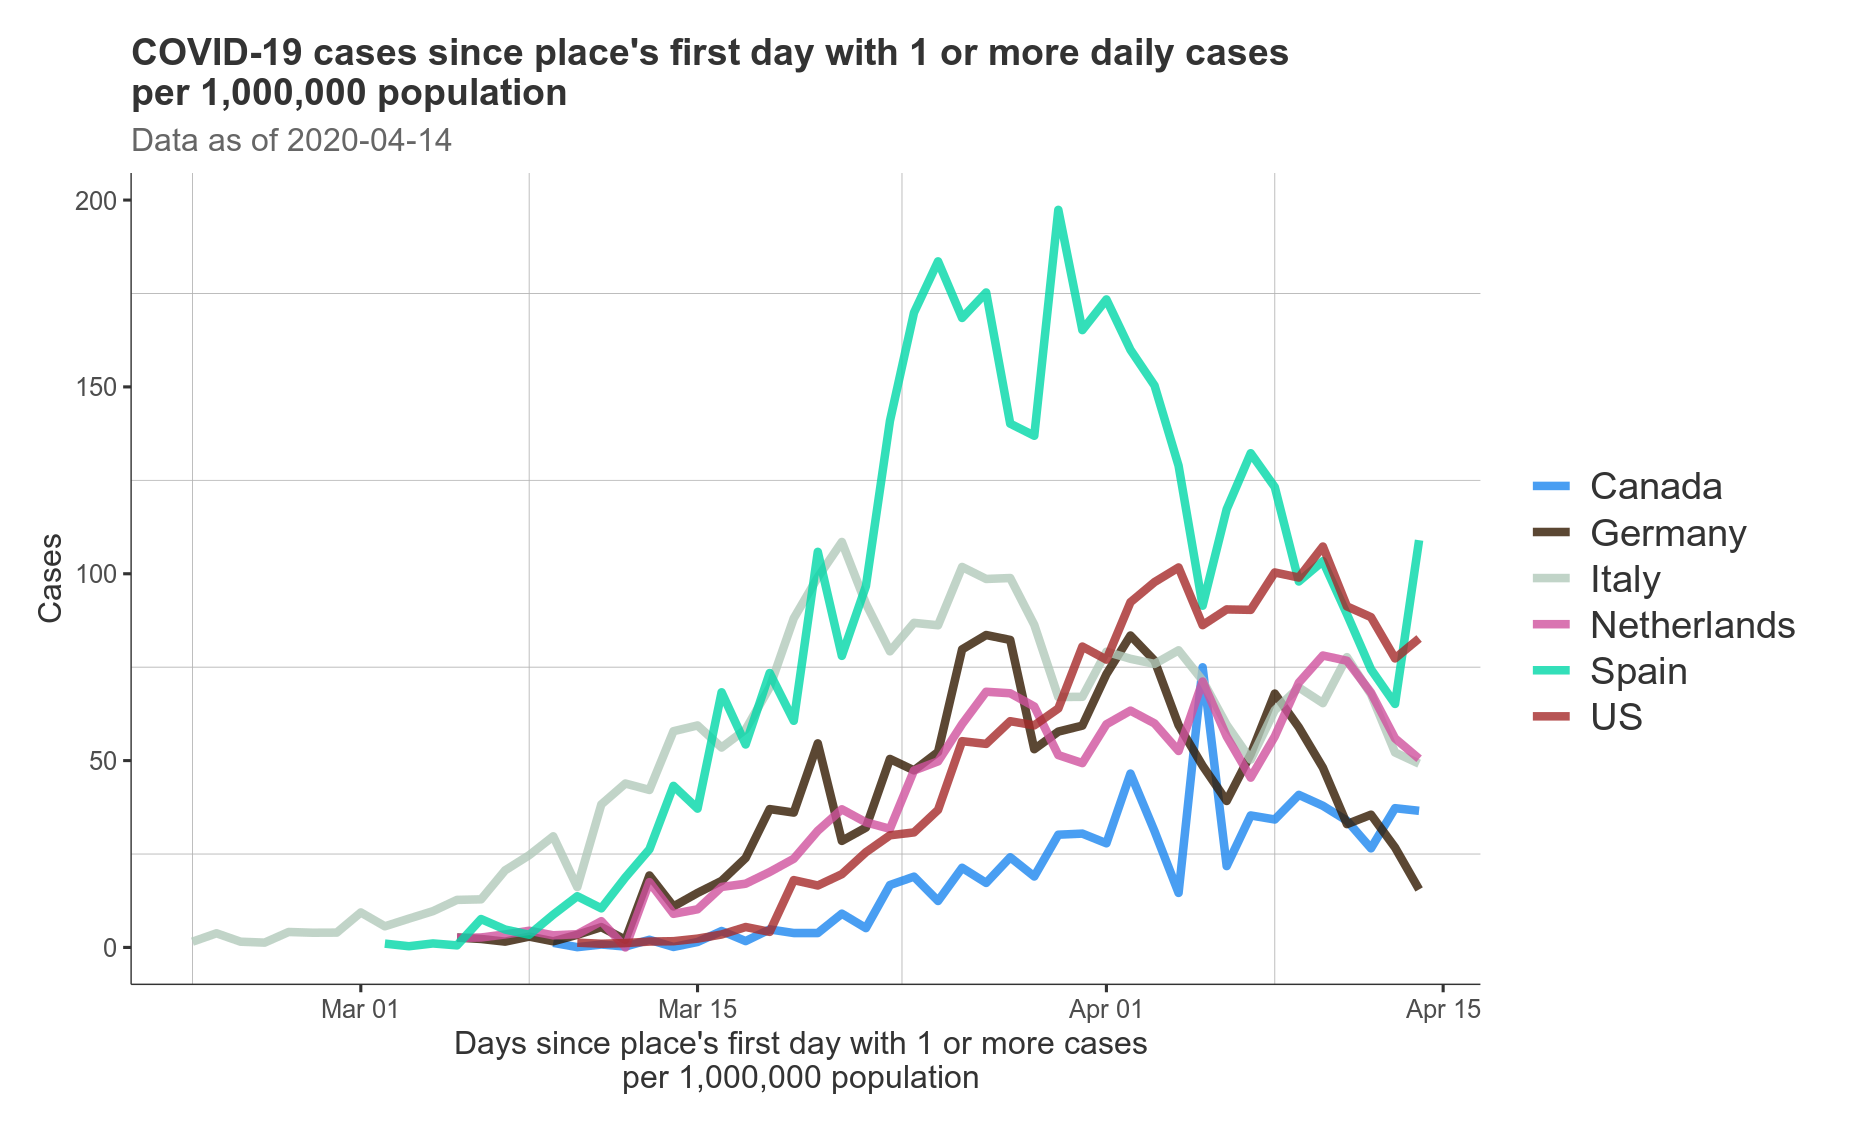 COVID-19 cases since place's first day with 1 or more daily cases
per 1,000,000 population
Data as of 2020-04-14
200
150
100
50
0
Cases
Mar 01
Mar 15
Apr 01
Apr 15
Days since place's first day with 1 or more cases
per 1,000,000 population
Canada
Germany
Italy
Netherlands
Spain
US